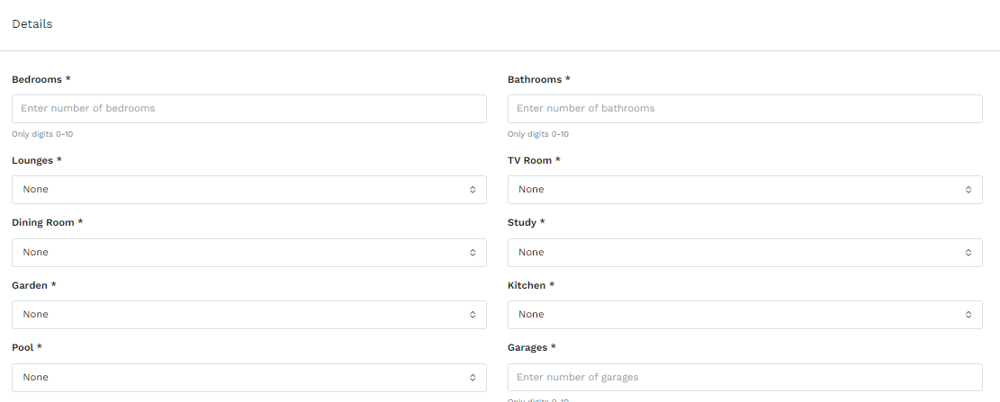 Details
Bedrooms *
Bathrooms *
Enter number of bedrooms
Enter number of bathrooms
Only digits 0-10
Only digits 0-10
Lounges *
TV Room *
None
None
Dining Room *
Study *
None
None
Garden *
Kitchen *
None
None
Pool *
Garages *
None
Enter number of garages
Only digits 0-10